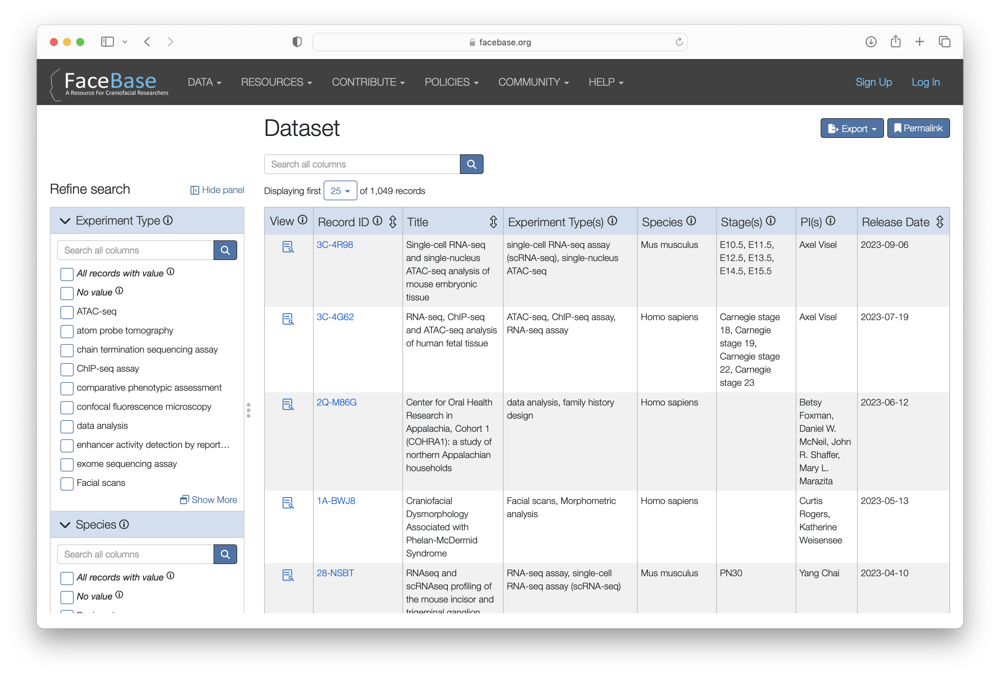 facebase.org
FaceBase
A Resource For Craniofacial Researchers
DATA
RESOURCES
CONTRIBUTE
POLICIES
COMMUNITY
HELP
Sign Up
Log In
Dataset
Export
Permalink
Search all columns
Refine search
Hide panel
Displaying first 25 of 1,049 records
Experiment Type
Search all columns
All records with value
No value
ATAC-seq
atom probe tomography
chain termination sequencing assay
ChIP-seq assay
comparative phenotypic assessment
confocal fluorescence microscopy
data analysis
enhancer activity detection by report…
exome sequencing assay
Facial scans
Show More
Species
Search all columns
All records with value
No value
View
Record ID
Title
Experiment Type(s)
Species
Stage(s)
PI(s)
Release Date
3C-4R98
Single-cell RNA-seq
and single-nucleus
ATAC-seq analysis of
mouse embryonic
tissue
single-cell RNA-seq assay
(scRNA-seq), single-nucleus
ATAC-seq
Mus musculus
E10.5, E11.5,
E12.5, E13.5,
E14.5, E15.5
Axel Visel
2023-09-06
3C-4G62
RNA-seq, ChIP-seq
and ATAC-seq analysis
of human fetal tissue
ATAC-seq, ChIP-seq assay,
RNA-seq assay
Homo sapiens
Carnegie stage
18, Carnegie
stage 19,
Carnegie stage
22, Carnegie
stage 23
Axel Visel
2023-07-19
2Q-M86G
Center for Oral Health
Research in
Appalachia, Cohort 1
(COHRA1): a study of
northern Appalachian
households
data analysis, family history
design
Homo sapiens
Betsy
Foxman,
Daniel W.
McNeil, John
R. Shaffer,
Mary L.
Marazita
2023-06-12
1A-BWJ8
Craniofacial
Dysmorphology
Associated with
Phelan-McDermid
Syndrome
Facial scans, Morphometric
analysis
Homo sapiens
Curtis
Rogers,
Katherine
Weisensee
2023-05-13
28-NSBT
RNAseq and
scRNAseq profiling of
the mouse incisor and
trigeminal ganglion
RNA-seq assay, single-cell
RNA-seq assay (scRNA-seq)
Mus musculus
PN30
Yang Chai
2023-04-10